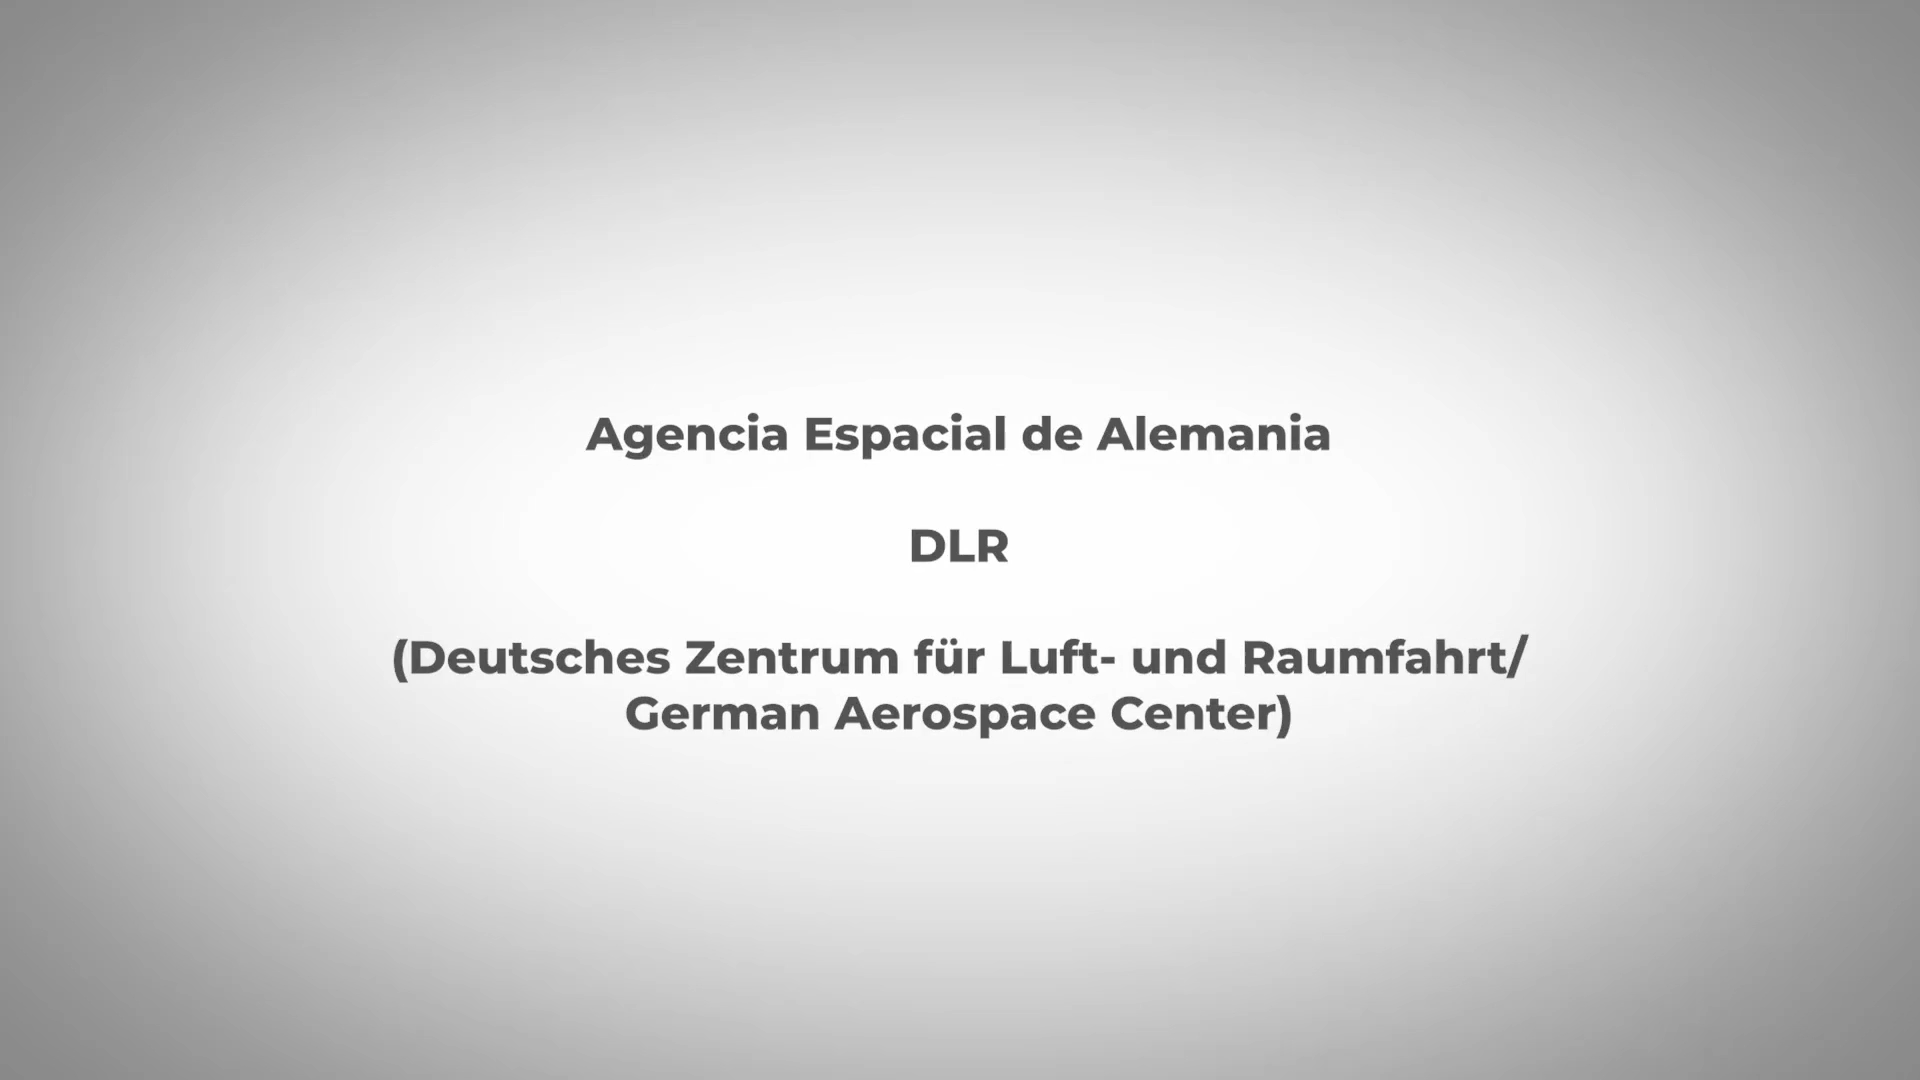 Agencia Espacial de Alemania
DLR
(Deutsches Zentrum für Luft- und Raumfahrt/
German Aerospace Center)